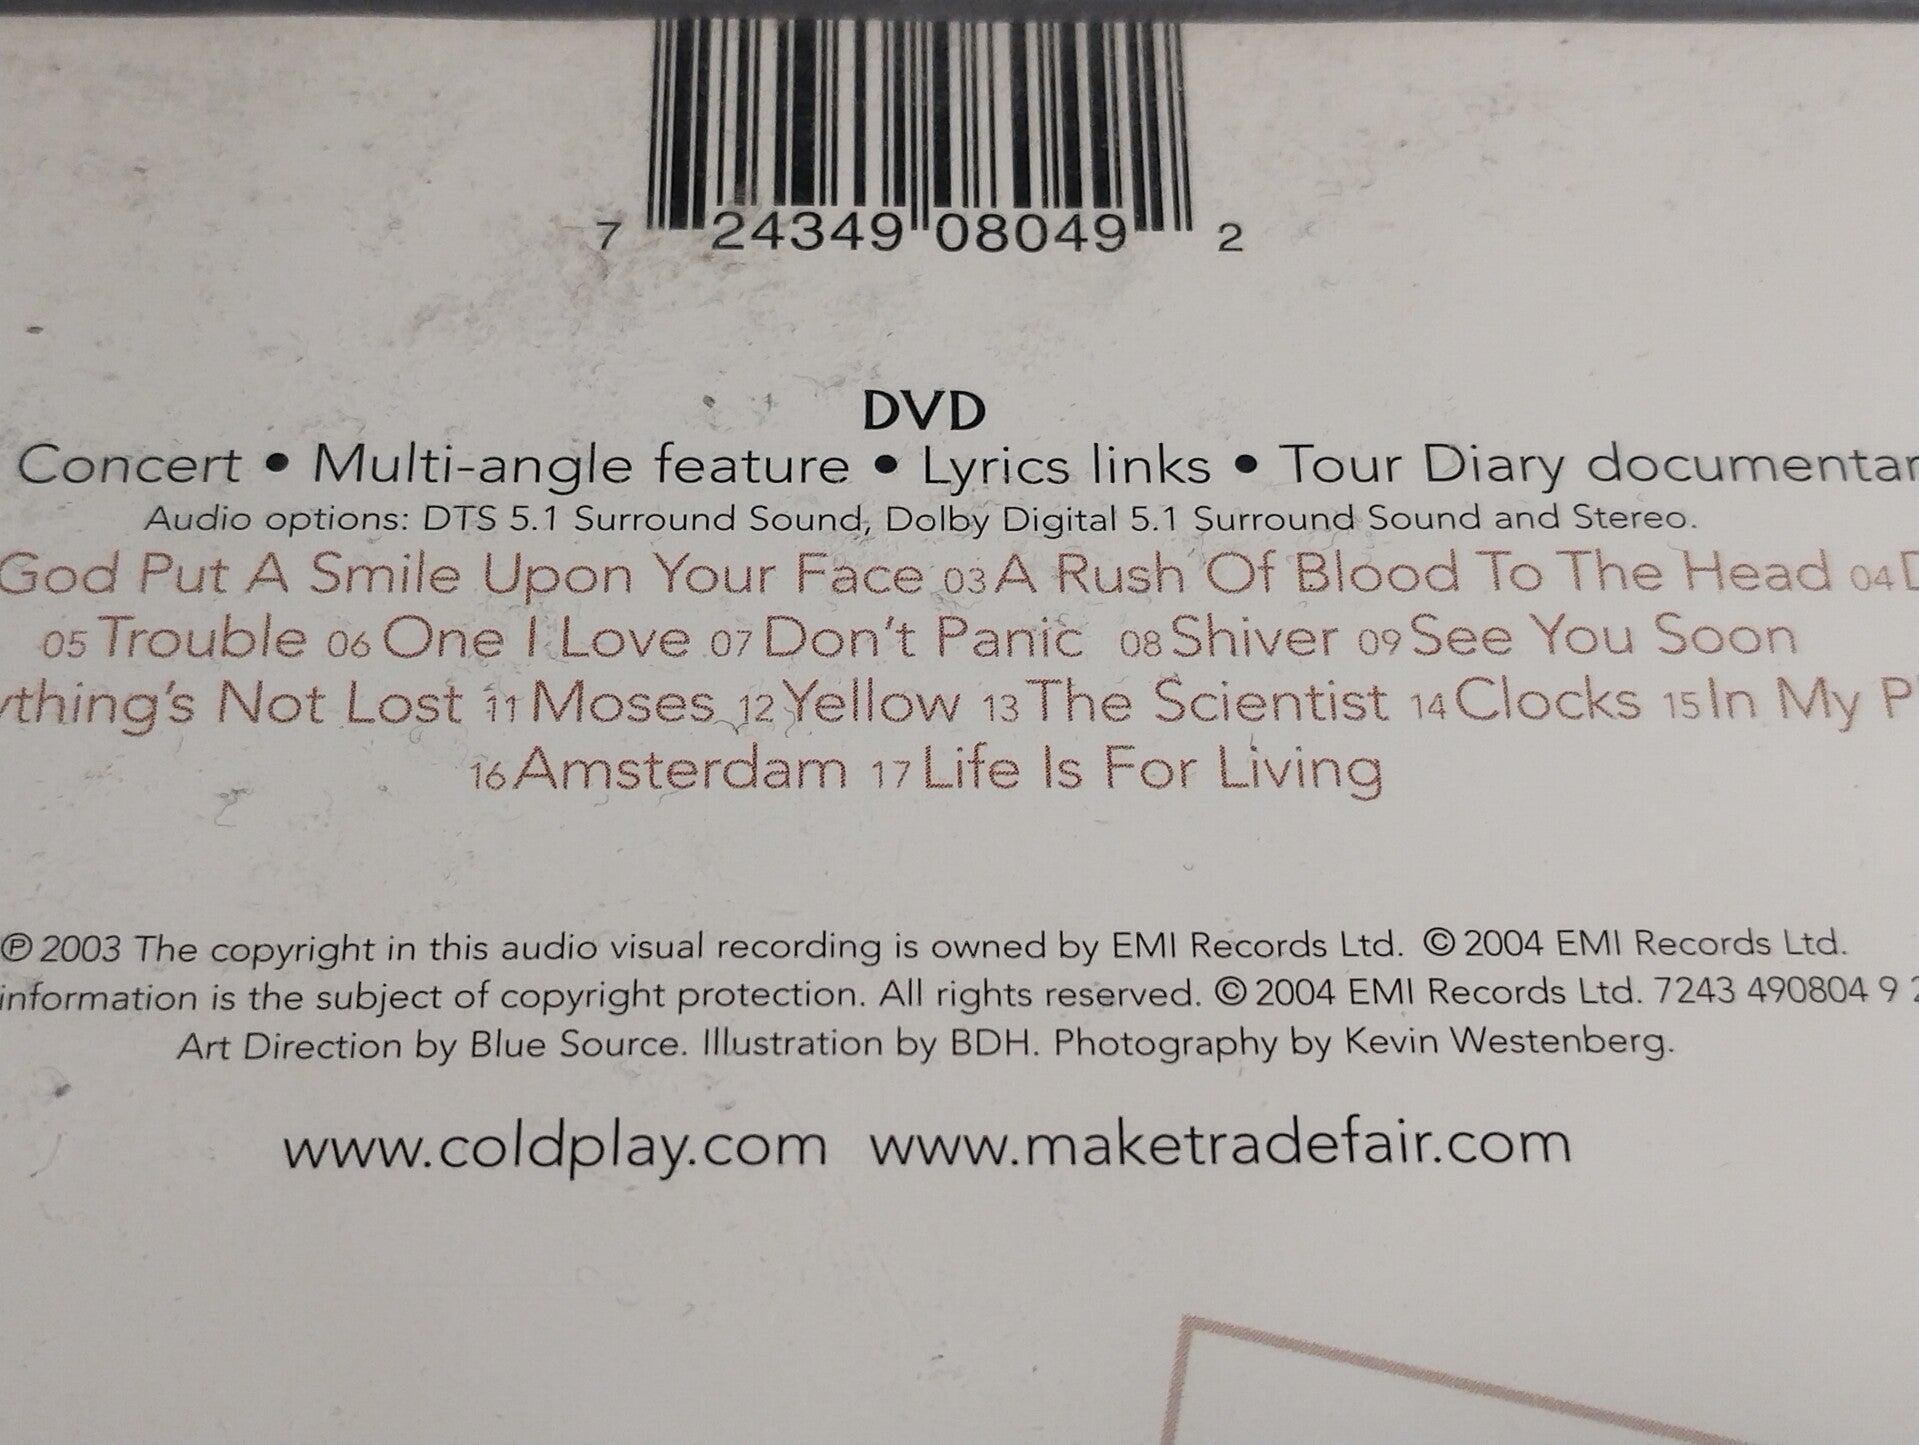 7 24349 08049 2
DVD
Concert • Multi-angle feature • Lyrics links • Tour Diary documentar
Audio options: DTS 5.1 Surround Sound, Dolby Digital 5.1 Surround Sound and Stereo.
God Put A Smile Upon Your Face 03 A Rush Of Blood To The Head 04 D
05 Trouble 06 One I Love 07 Don't Panic 08 Shiver 09 See You Soon
ything's Not Lost 11 Moses 12 Yellow 13 The Scientist 14 Clocks 15 In My P
16 Amsterdam 17 Life Is For Living
℗ 2003 The copyright in this audio visual recording is owned by EMI Records Ltd. © 2004 EMI Records Ltd.
information is the subject of copyright protection. All rights reserved. © 2004 EMI Records Ltd. 7243 490804 9 2
Art Direction by Blue Source. Illustration by BDH. Photography by Kevin Westenberg.
www.coldplay.com www.maketradefair.com